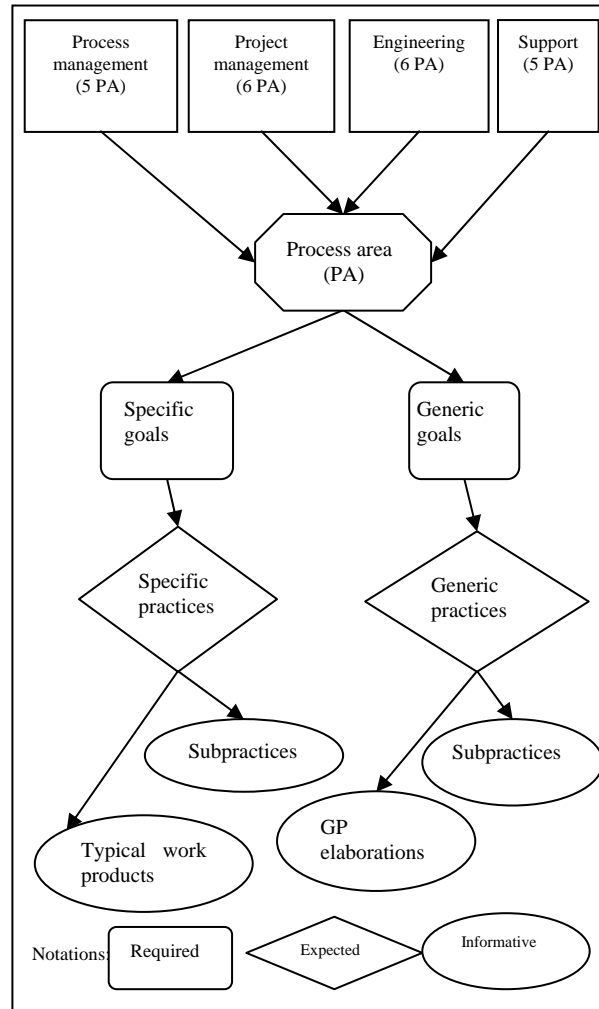 Process
management
(5 PA)
Project
management
(6 PA)
Engineering
(6 PA)
Support
(5 PA)
Process area
(PA)
Specific
goals
Generic
goals
Specific
practices
Generic
practices
Subpractices
Subpractices
Typical work
products
GP
elaborations
Notations:
Required
Expected
Informative